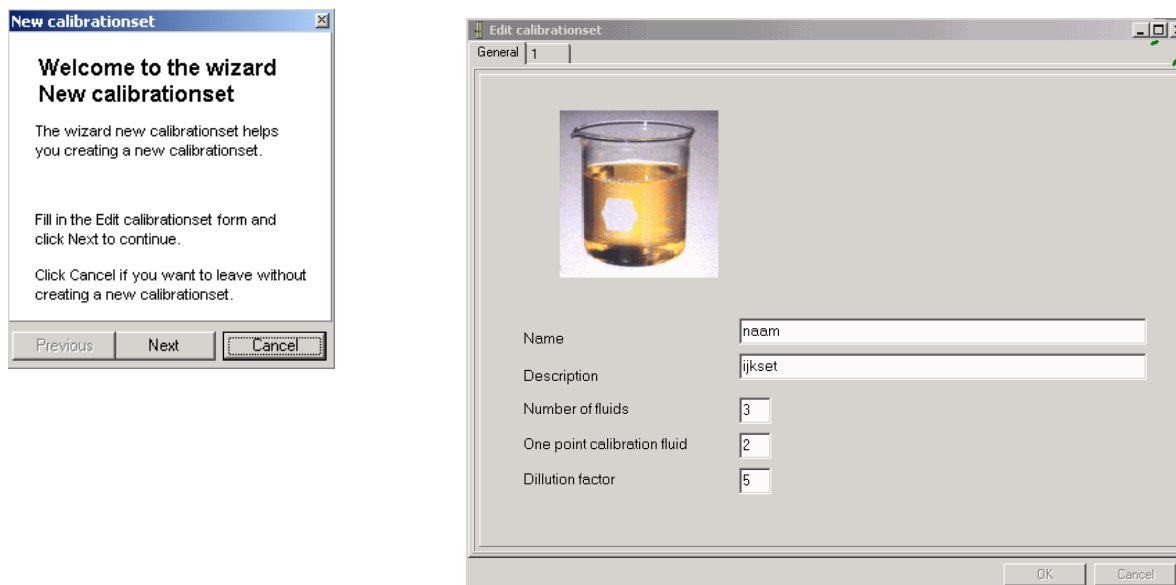 New calibrationset
Welcome to the wizard
New calibrationset
The wizard new calibrationset helps
you creating a new calibrationset.
Fill in the Edit calibrationset form and
click Next to continue.
Click Cancel if you want to leave without
creating a new calibrationset.
Previous
Next
Cancel
Edit calibrationset
General
1
Name
naam
Description
ijkset
Number of fluids
3
One point calibration fluid
2
Dillution factor
5
OK
Cancel